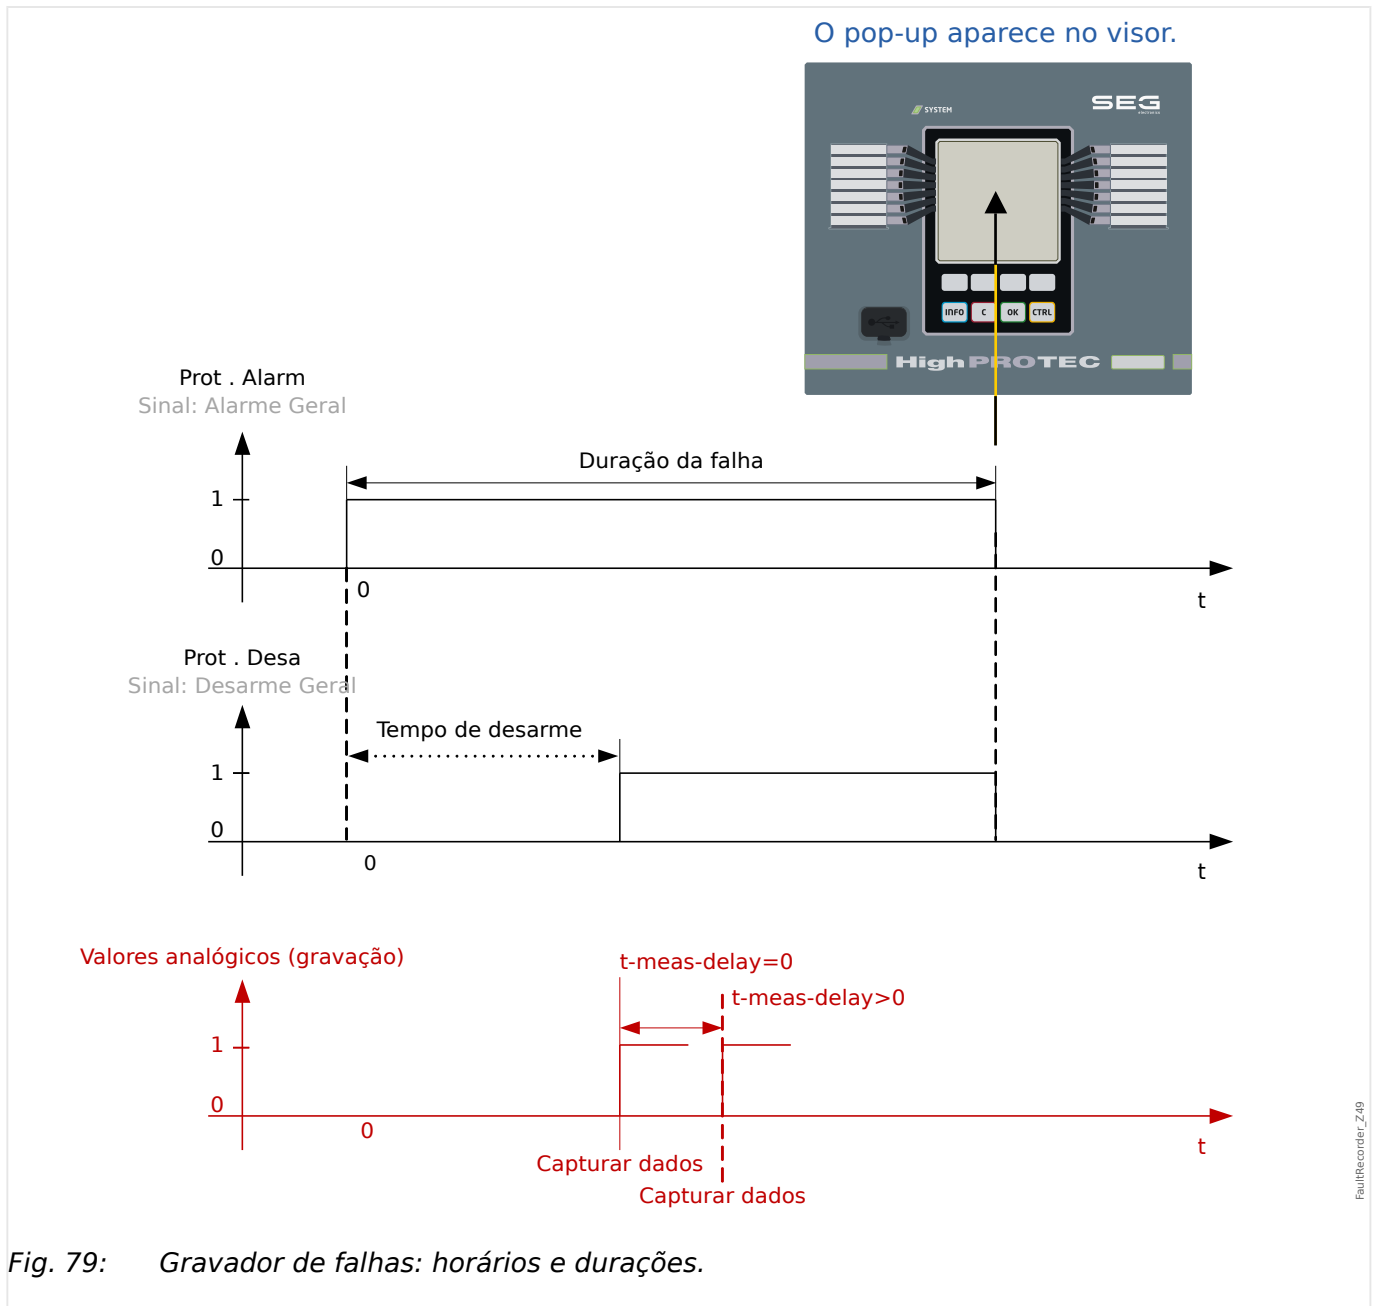 O pop-up aparece no visor.
SYSTEM
SEG
electronics
INFO
C
OK
CTRL
HighPROTEC
Prot . Alarm
Sinal: Alarme Geral
Duração da falha
1
0
0
t
Prot . Desa
Sinal: Desarme Geral
Tempo de desarme
1
0
0
t
Valores analógicos (gravação)
t-meas-delay=0
t-meas-delay>0
1
0
0
t
Capturar dados
Capturar dados
FaultRecorder_Z49
Fig. 79: Gravador de falhas: horários e durações.